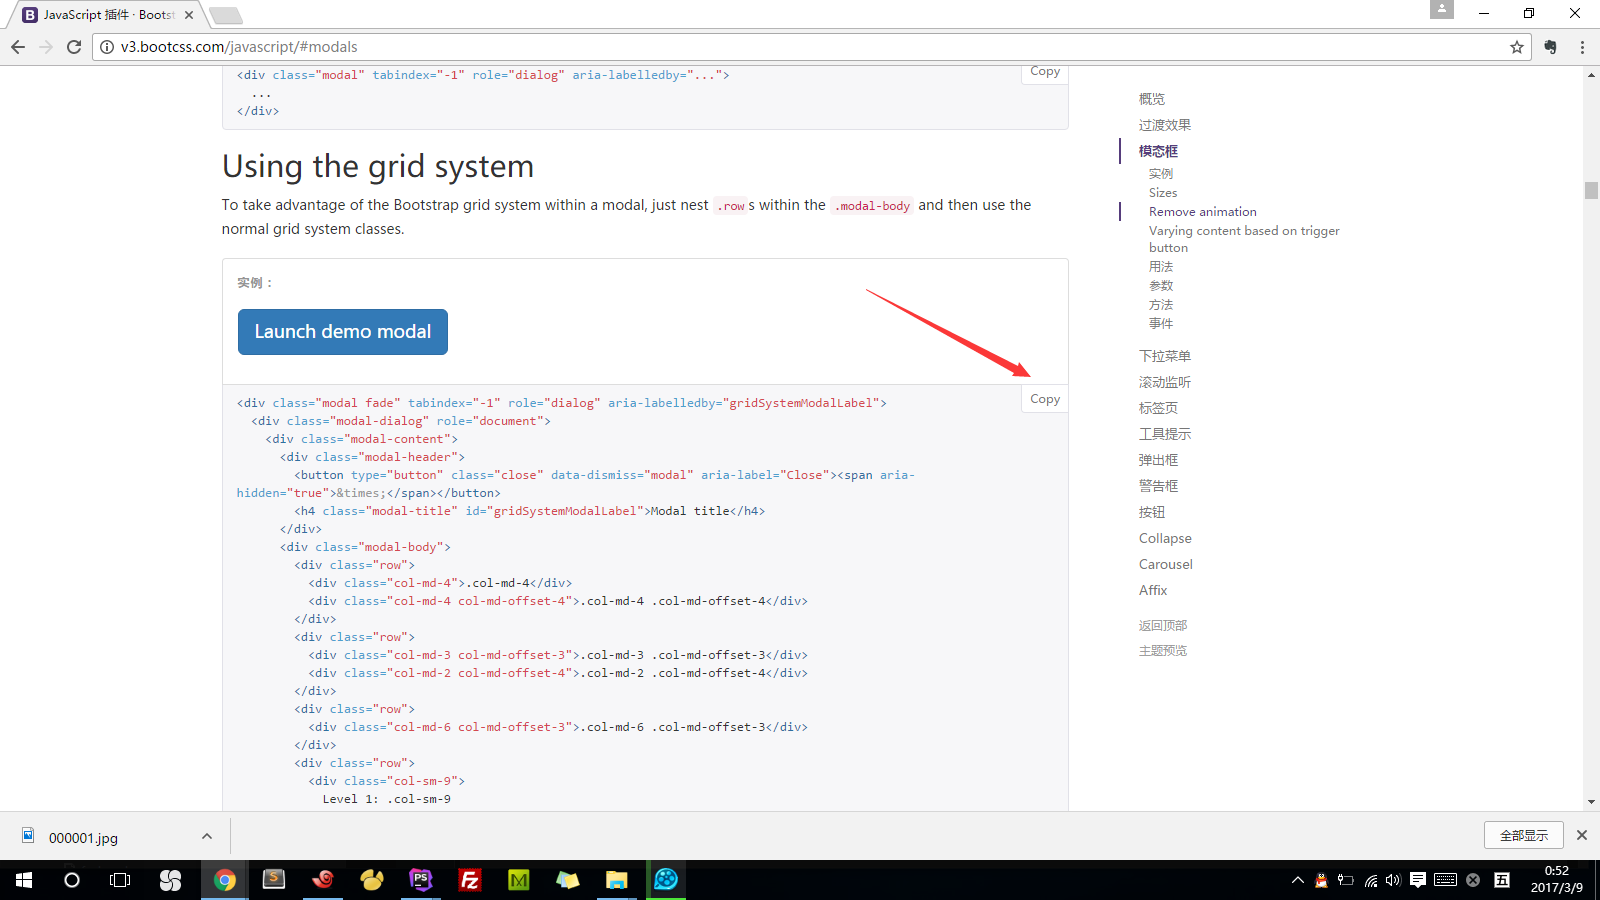 JavaScript 插件 · Bootst
v3.bootcss.com/javascript/#modals
<div class="modal" tabindex="-1" role="dialog" aria-labelledby="...">
...
</div>
Copy
Using the grid system
To take advantage of the Bootstrap grid system within a modal, just nest .row s within the .modal-body and then use the
normal grid system classes.
实例：
Launch demo modal
Copy
<div class="modal fade" tabindex="-1" role="dialog" aria-labelledby="gridSystemModalLabel">
<div class="modal-dialog" role="document">
<div class="modal-content">
<div class="modal-header">
<button type="button" class="close" data-dismiss="modal" aria-label="Close"><span aria-
hidden="true">&times;</span></button>
<h4 class="modal-title" id="gridSystemModalLabel">Modal title</h4>
</div>
<div class="modal-body">
<div class="row">
<div class="col-md-4">.col-md-4</div>
<div class="col-md-4 col-md-offset-4">.col-md-4 .col-md-offset-4</div>
</div>
<div class="row">
<div class="col-md-3 col-md-offset-3">.col-md-3 .col-md-offset-3</div>
<div class="col-md-2 col-md-offset-4">.col-md-2 .col-md-offset-4</div>
</div>
<div class="row">
<div class="col-md-6 col-md-offset-3">.col-md-6 .col-md-offset-3</div>
</div>
<div class="row">
<div class="col-sm-9">
Level 1: .col-sm-9
概览
过渡效果
模态框
实例
Sizes
Remove animation
Varying content based on trigger
button
用法
参数
方法
事件
下拉菜单
滚动监听
标签页
工具提示
弹出框
警告框
按钮
Collapse
Carousel
Affix
返回顶部
主题预览
000001.jpg
全部显示
五
0:52
2017/3/9